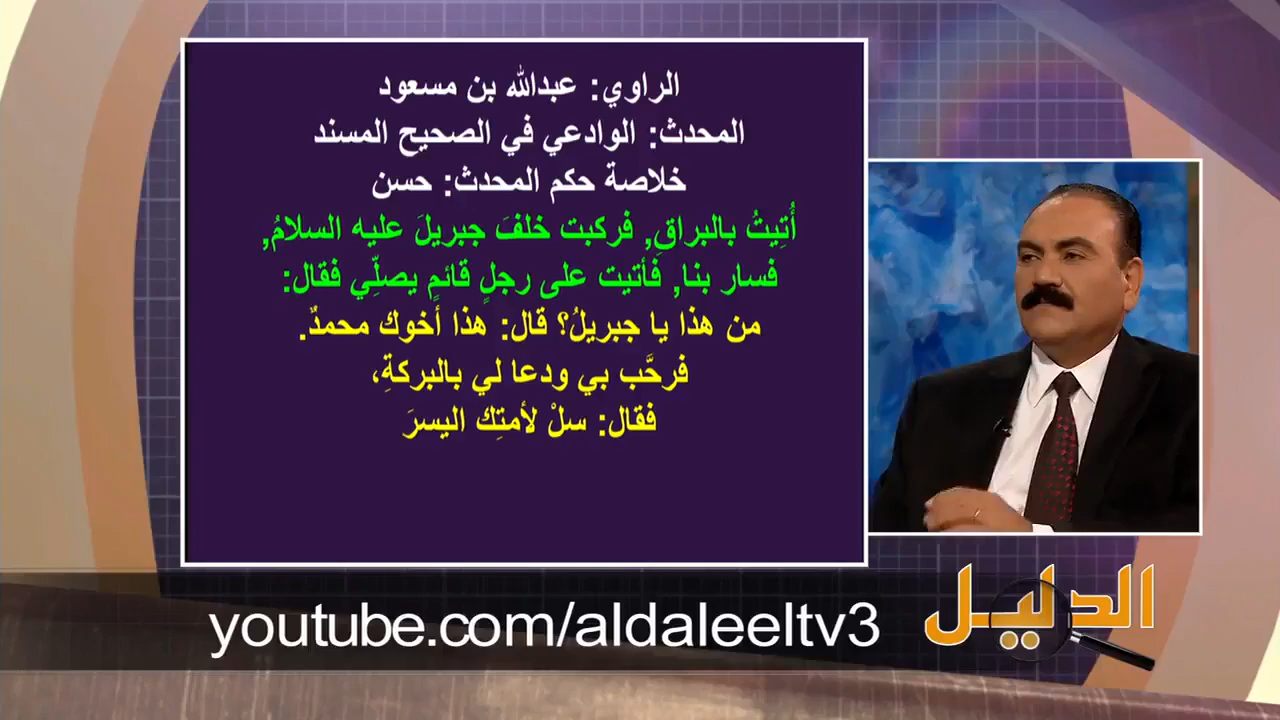 الراوي: عبدالله بن مسعود
المحدث: الوادعي في الصحيح المسند
خلاصة حكم المحدث: حسن
أُتِيتُ بالبراقِ, فركبت خلفَ جبريلَ عليه السلامُ,
فسار بنا, فأتيت على رجلٍ قائمٍ يصلِّي فقال:
من هذا يا جبريلُ؟ قال: هذا أخوك محمدٌ.
فرحَّب بي ودعا لي بالبركةِ،
فقال: سلْ لأمتِك اليسرَ
youtube.com/aldaleeltv3
الدليل